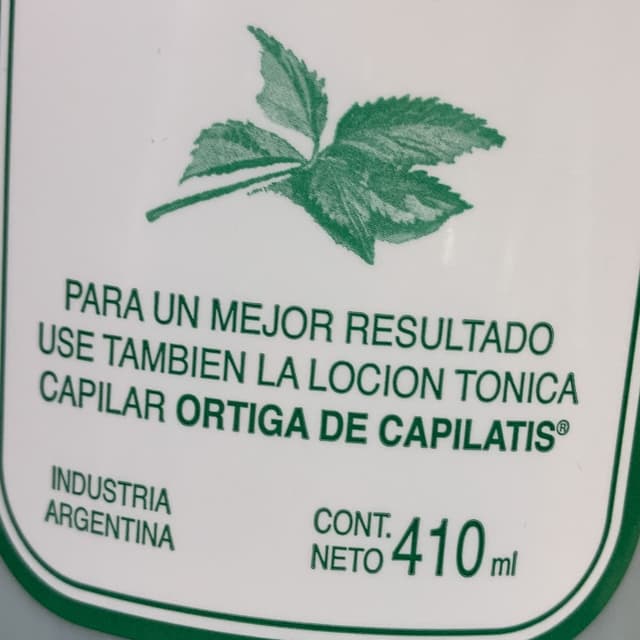 PARA UN MEJOR RESULTADO
USE TAMBIEN LA LOCION TONICA
CAPILAR ORTIGA DE CAPILATIS®
INDUSTRIA
ARGENTINA
CONT.
NETO 410 ml